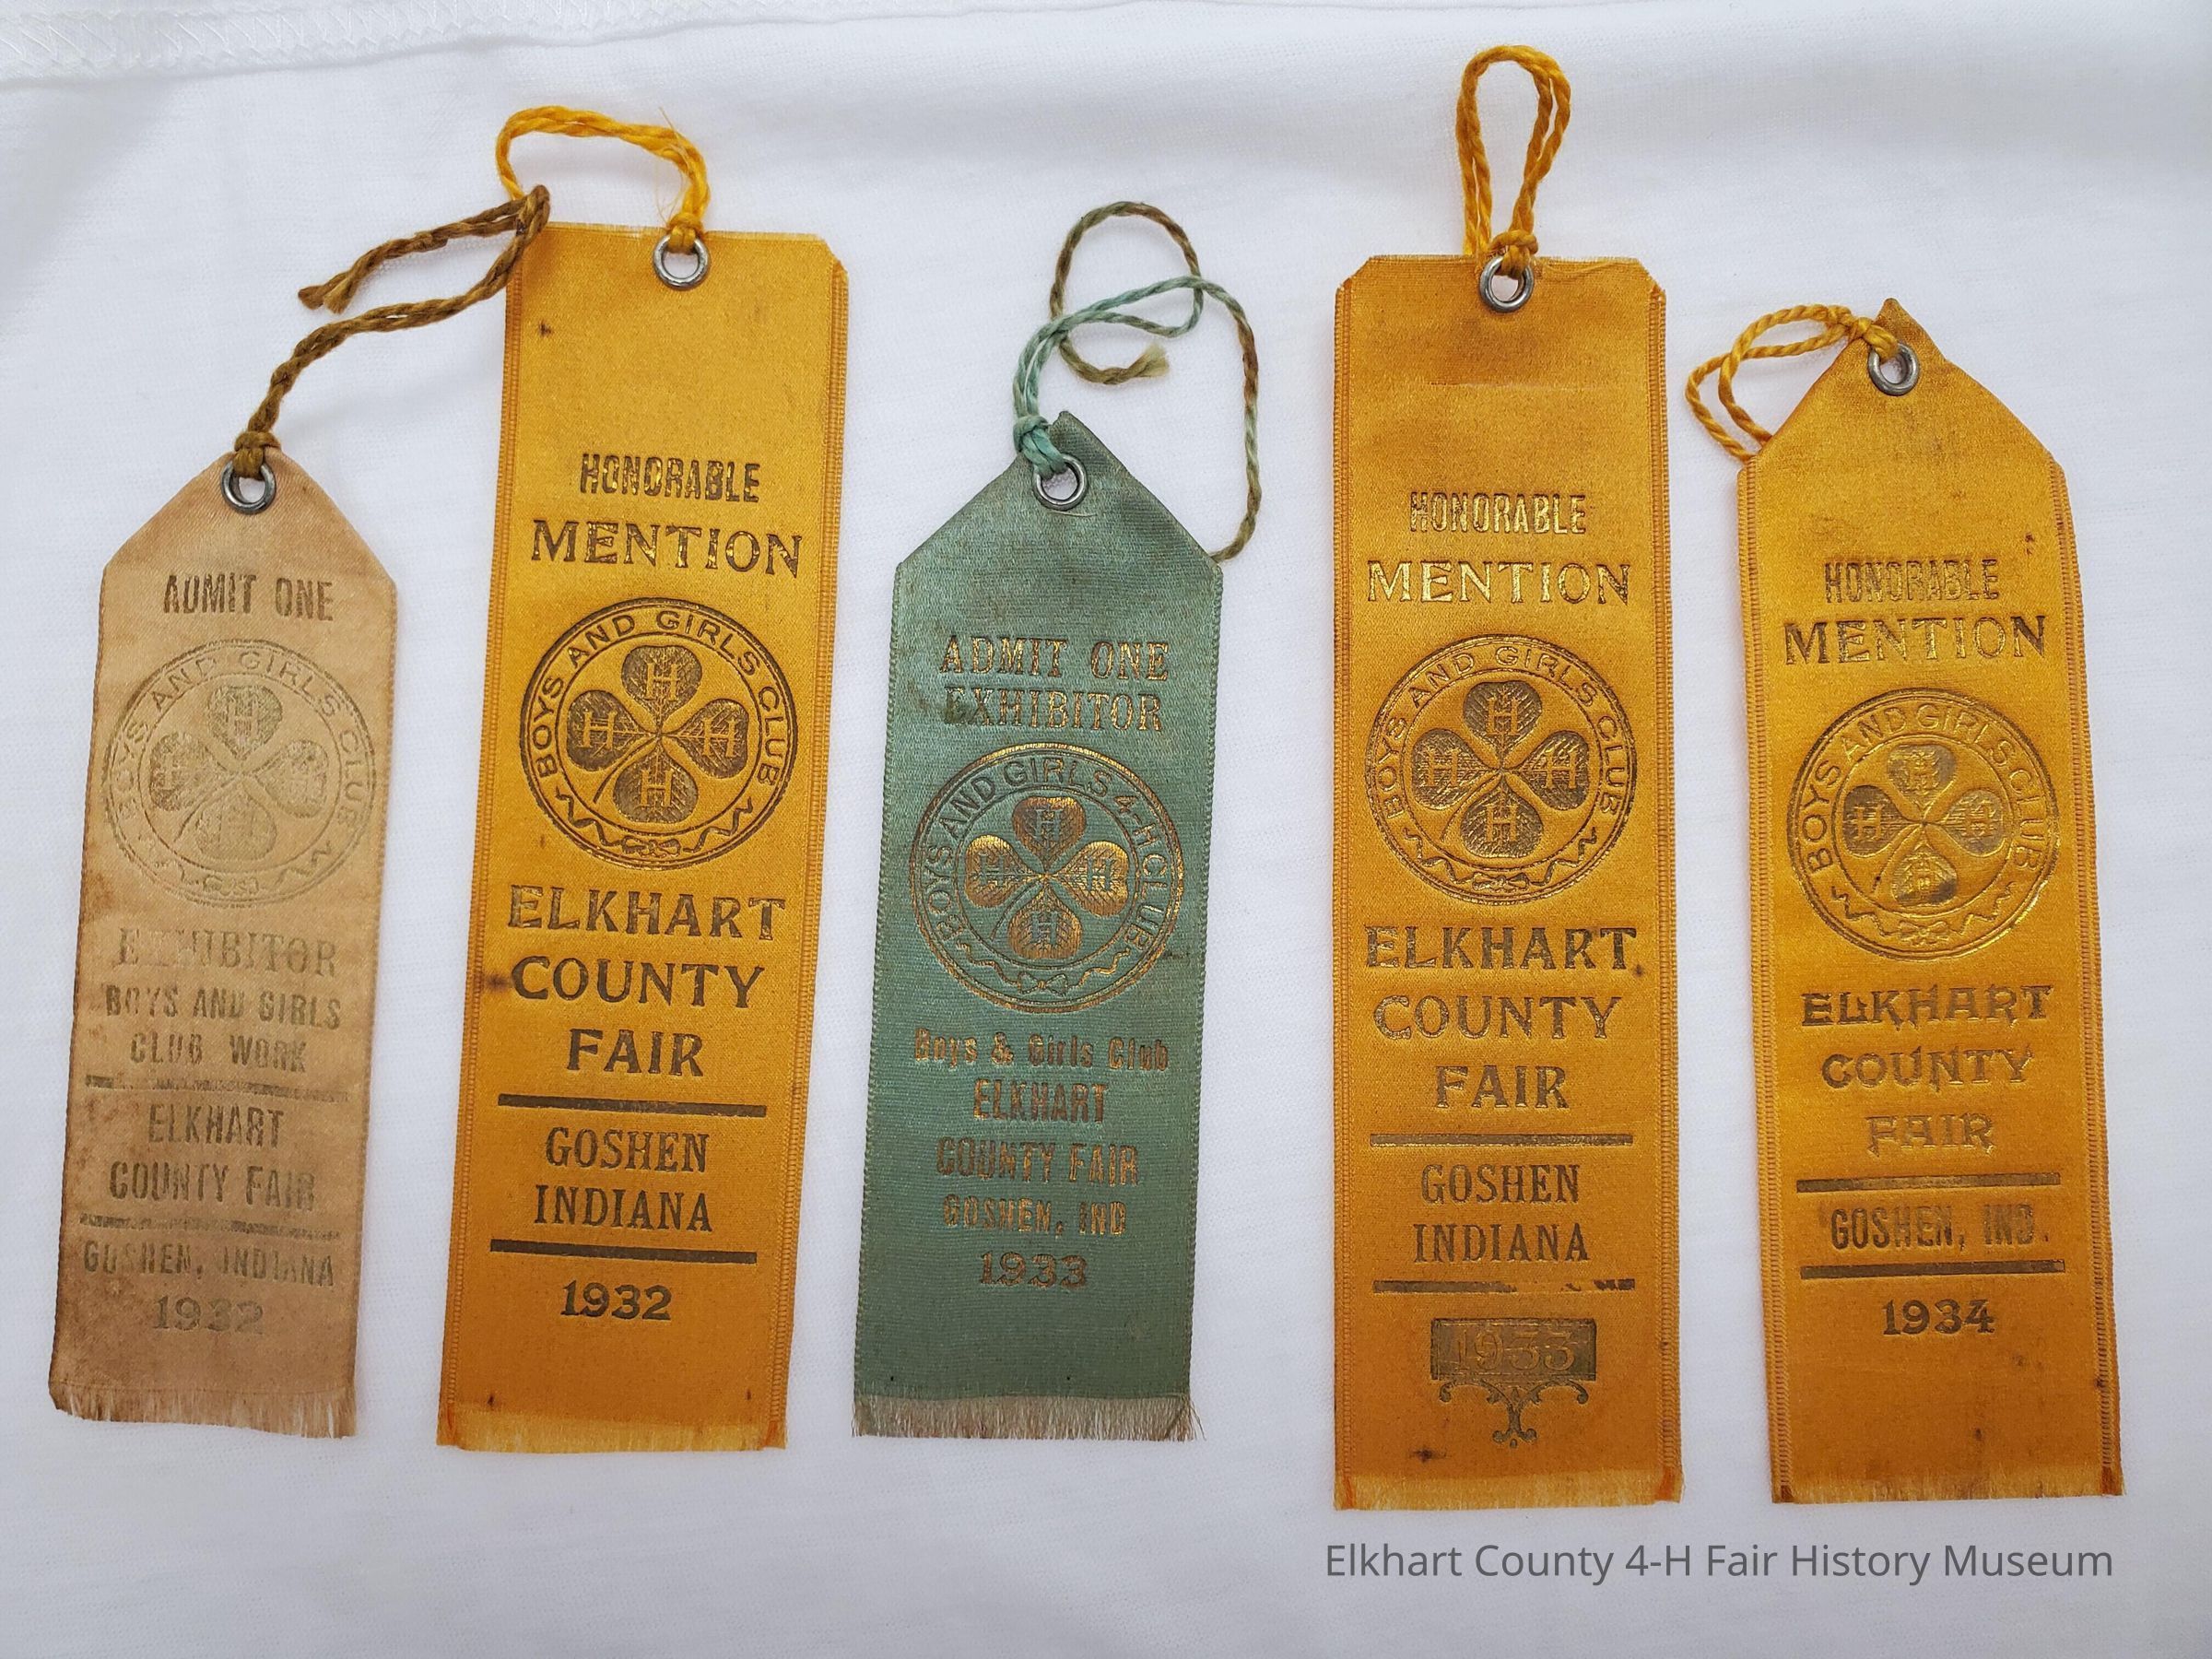 ADMIT ONE
BOYS AND GIRLS CLUB
H
H
H
H
EXHIBITOR
BOYS AND GIRLS
CLUB WORK
ELKHART
COUNTY FAIR
GOSHEN, INDIANA
1932
HONORABLE
MENTION
BOYS AND GIRLS CLUB
H
H H
H
ELKHART
COUNTY
FAIR
GOSHEN
INDIANA
1932
ADMIT ONE
EXHIBITOR
BOYS AND GIRLS 4-H CLUB
H
H H
H
Boys & Girls Club
ELKHART
COUNTY FAIR
GOSHEN, IND
1933
HONORABLE
MENTION
BOYS AND GIRLS CLUB
H
H H
H
ELKHART
COUNTY
FAIR
GOSHEN
INDIANA
1933
HONORABLE
MENTION
BOYS AND GIRLS CLUB
H
H H
H
ELKHART
COUNTY
FAIR
GOSHEN, IND.
1934
Elkhart County 4-H Fair History Museum